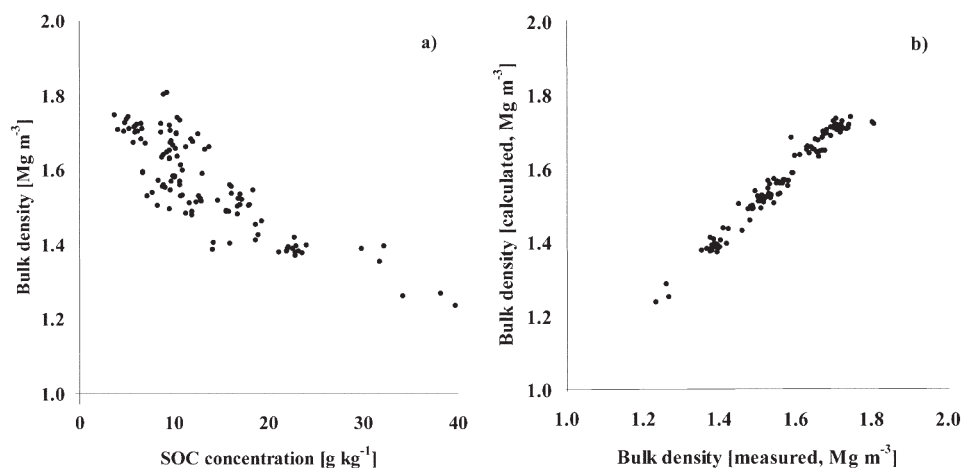 2.0
a)
1.8
1.6
1.4
1.2
1.0
Bulk density [Mg m⁻³]
0 10 20 30 40
SOC concentration [g kg⁻¹]
2.0
b)
1.8
1.6
1.4
1.2
1.0
Bulk density [calculated, Mg m⁻³]
1.0 1.2 1.4 1.6 1.8 2.0
Bulk density [measured, Mg m⁻³]